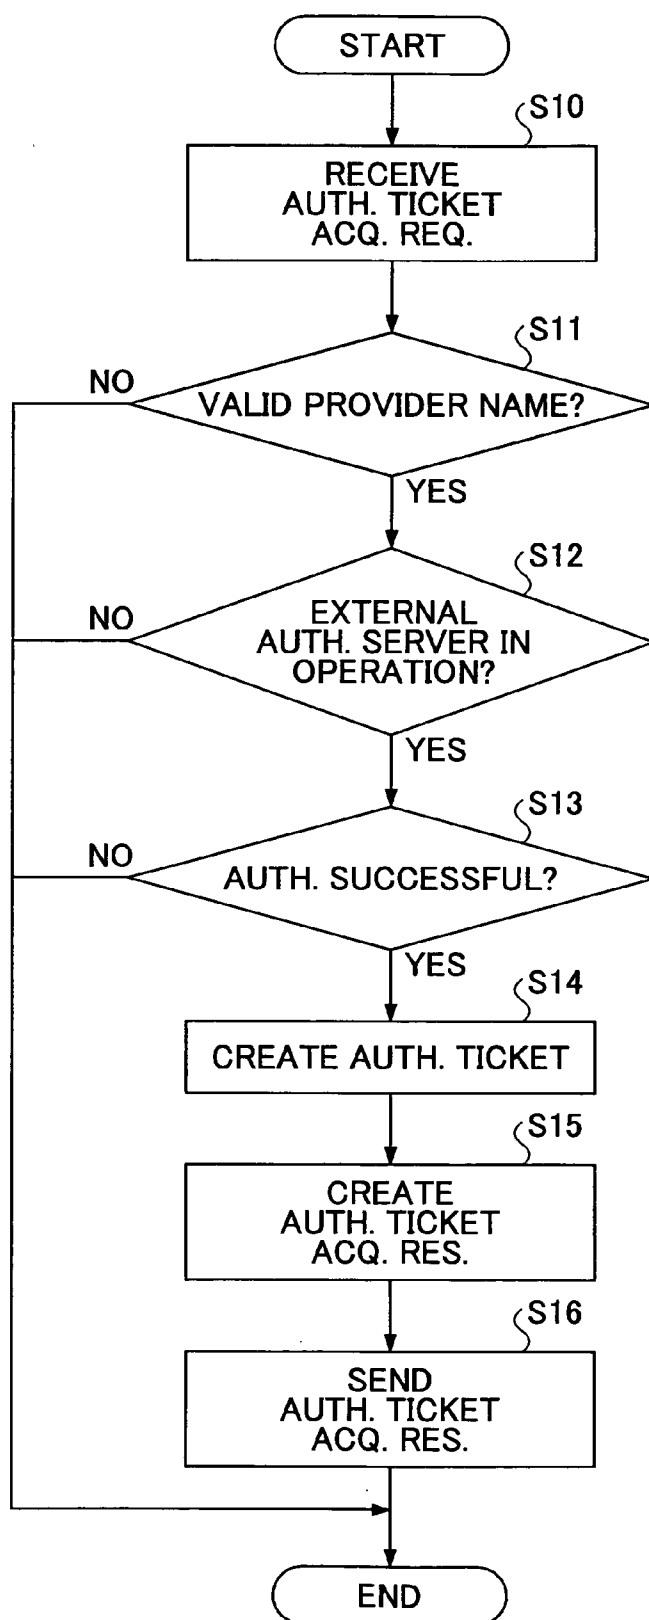 START
S10
RECEIVE
AUTH. TICKET
ACQ. REQ.
S11
NO
VALID PROVIDER NAME?
YES
S12
NO
EXTERNAL
AUTH. SERVER IN
OPERATION?
YES
S13
NO
AUTH. SUCCESSFUL?
YES
S14
CREATE AUTH. TICKET
S15
CREATE
AUTH. TICKET
ACQ. RES.
S16
SEND
AUTH. TICKET
ACQ. RES.
END